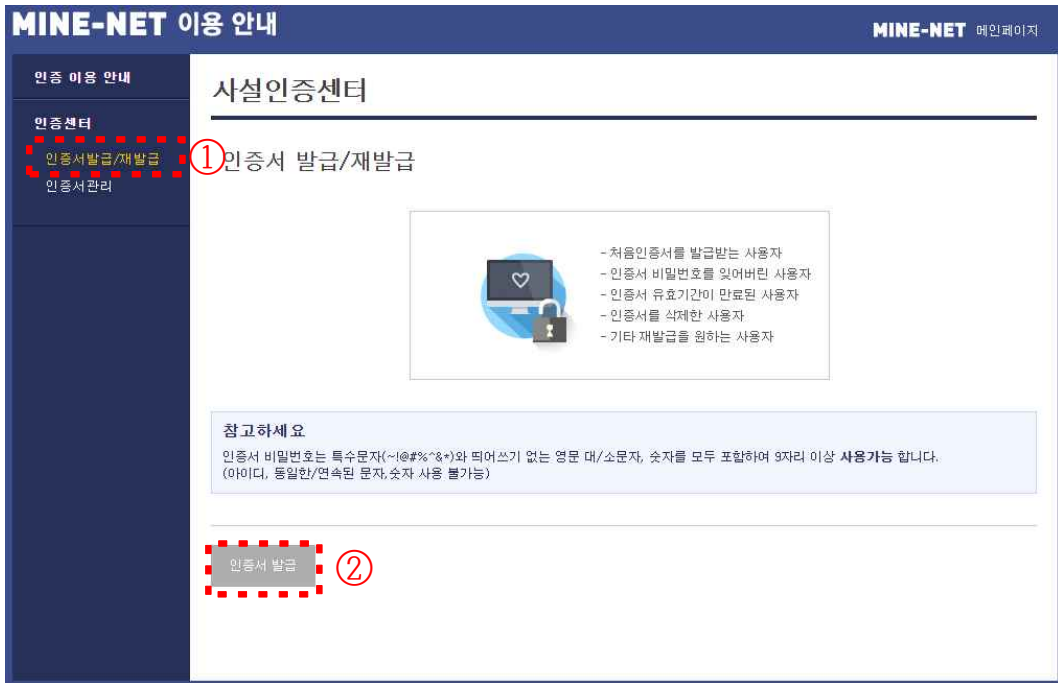 MINE-NET 이용 안내
MINE-NET 메인페이지
인증 이용 안내
인증센터
인증서발급/재발급
인증서관리
사설인증센터
①
인증서 발급/재발급
- 처음인증서를 발급받는 사용자
- 인증서 비밀번호를 잊어버린 사용자
- 인증서 유효기간이 만료된 사용자
- 인증서를 삭제한 사용자
- 기타 재발급을 원하는 사용자
참고하세요
인증서 비밀번호는 특수문자(~!@#%^&*)와 띄어쓰기 없는 영문 대/소문자, 숫자를 모두 포함하여 9자리 이상 사용가능 합니다.
(아이디, 동일한/연속된 문자,숫자 사용 불가능)
인증서 발급
②